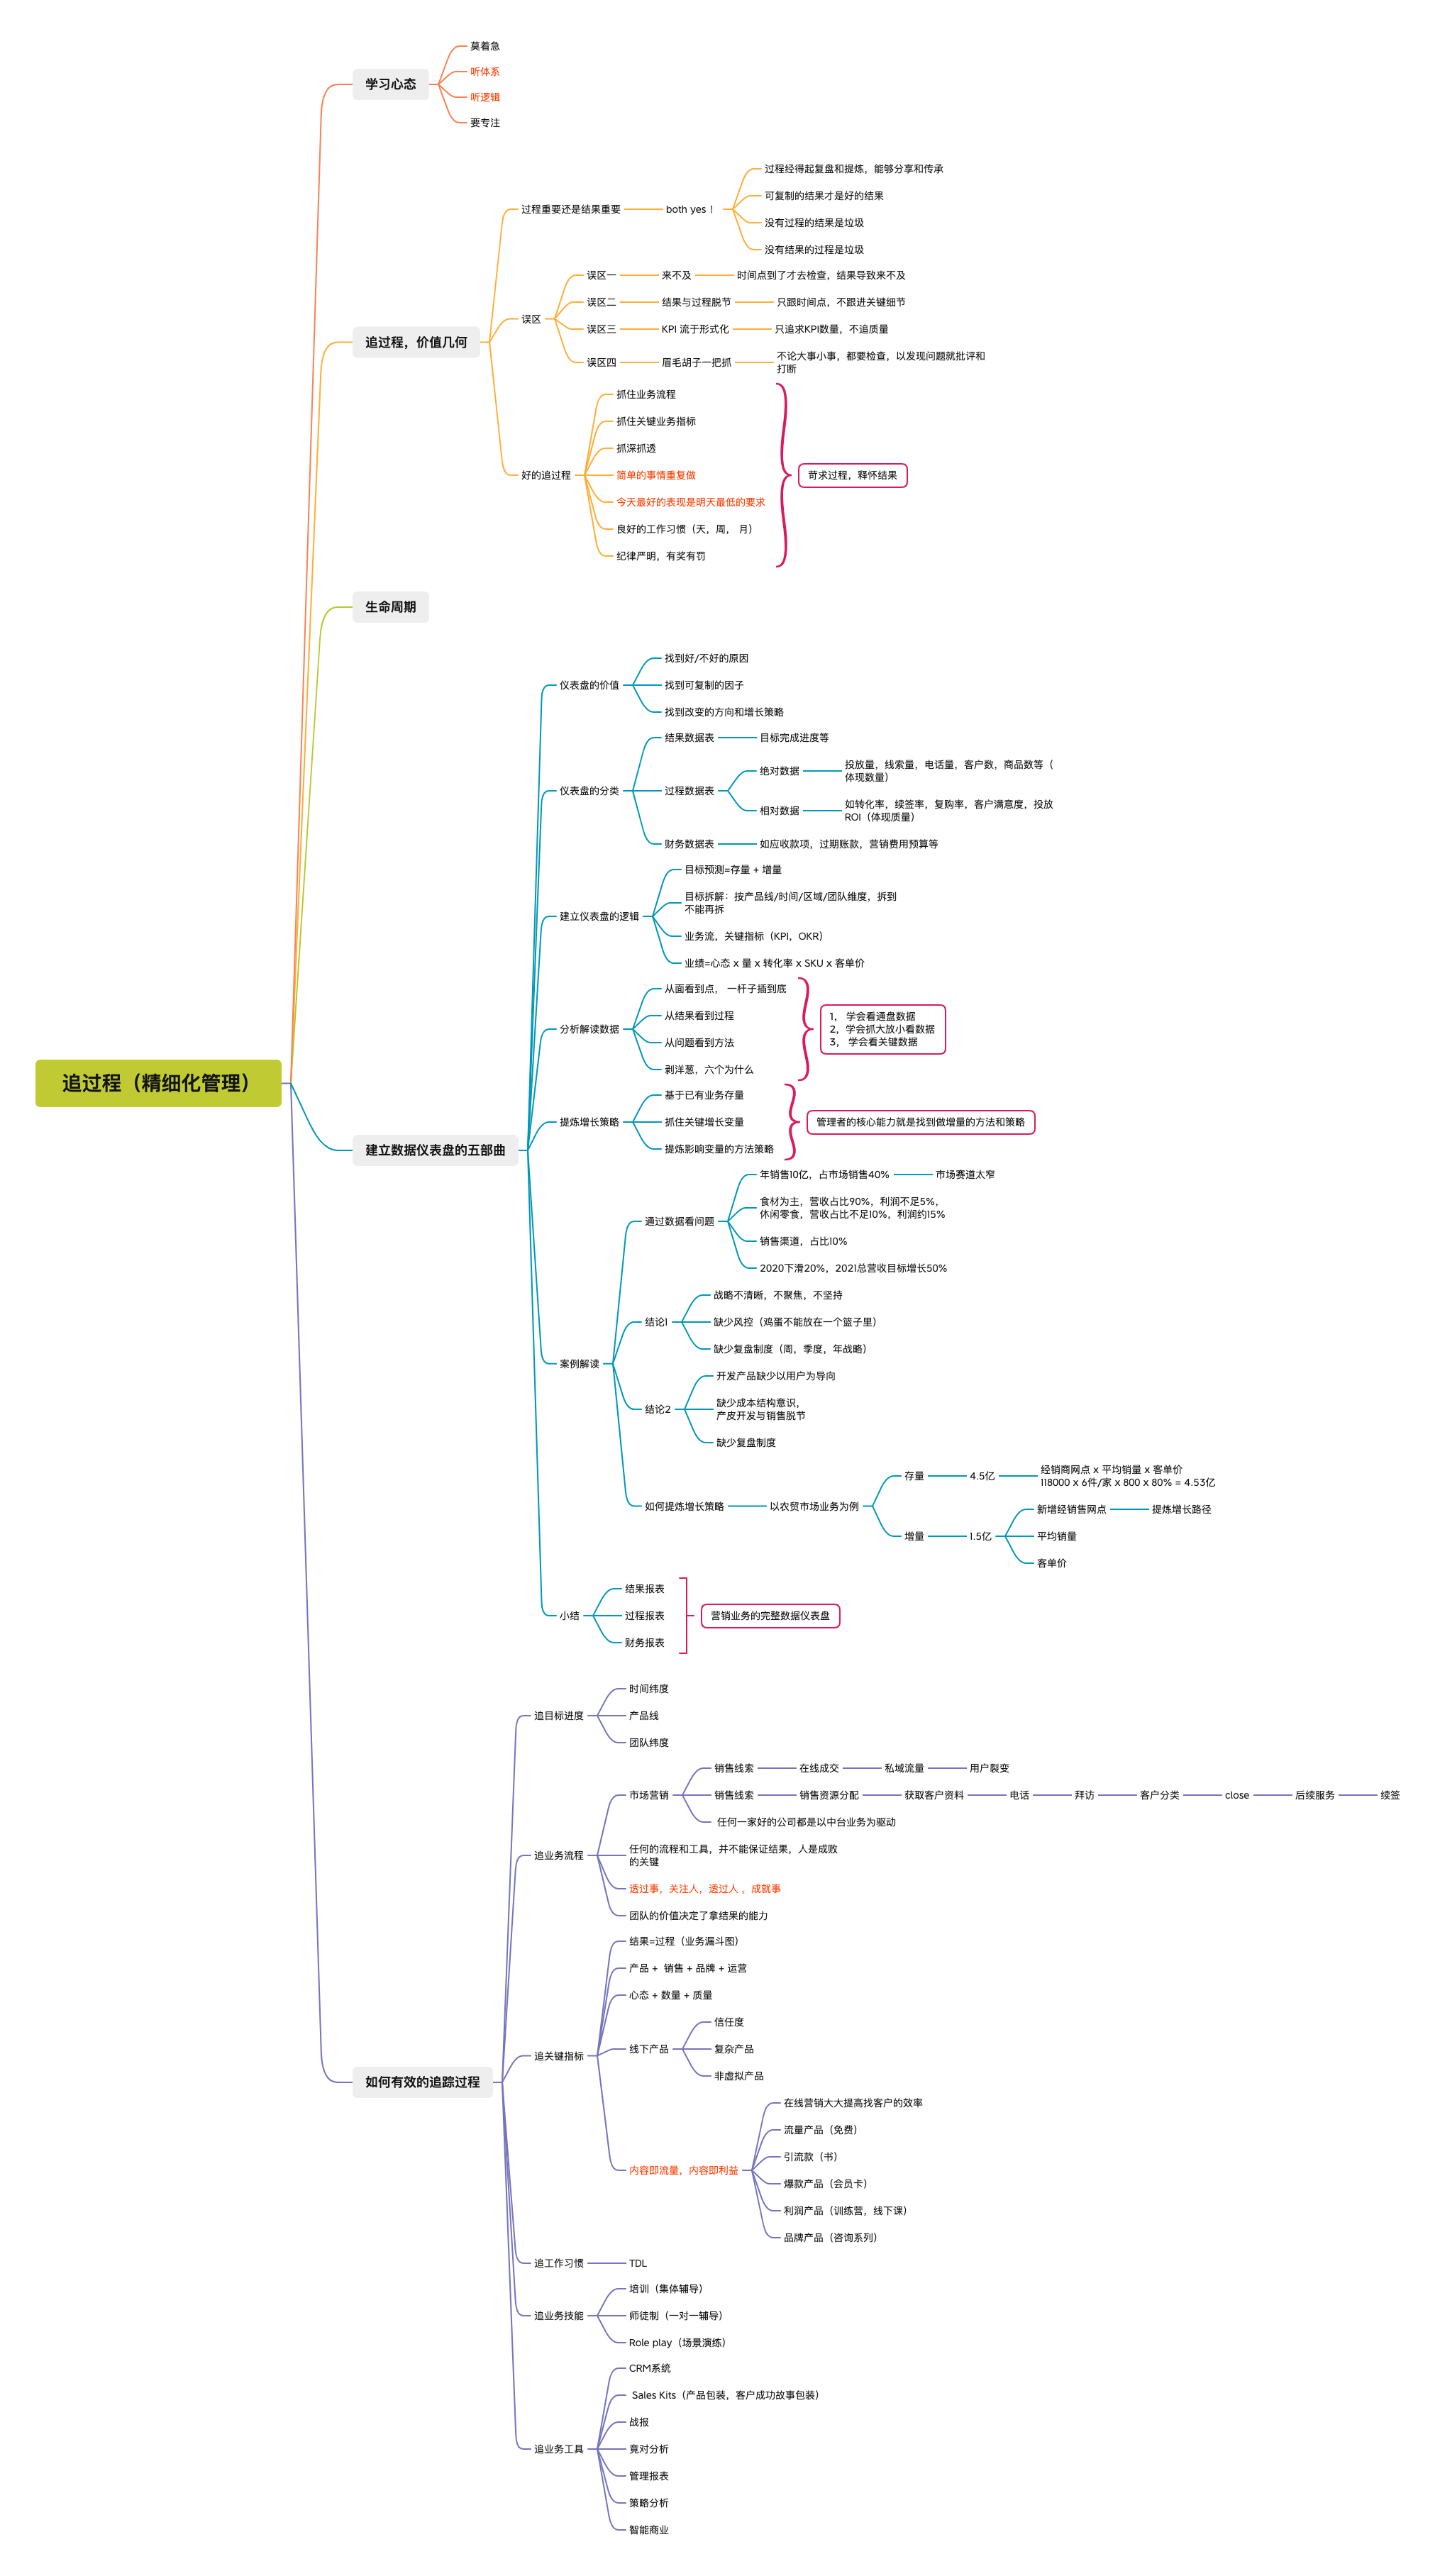 追过程（精细化管理）
学习心态
莫着急
听体系
听逻辑
要专注
追过程，价值几何
过程重要还是结果重要
both yes！
过程经得起复盘和提炼，能够分享和传承
可复制的结果才是好的结果
没有过程的结果是垃圾
没有结果的过程是垃圾
误区
误区一
来不及
时间点到了才去检查，结果导致来不及
误区二
结果与过程脱节
只跟时间点，不跟进关键细节
误区三
KPI 流于形式化
只追求KPI数量，不追质量
误区四
眉毛胡子一把抓
不论大事小事，都要检查，以发现问题就批评和
打断
好的追过程
抓住业务流程
抓住关键业务指标
抓深抓透
简单的事情重复做
今天最好的表现是明天最低的要求
良好的工作习惯（天，周， 月）
纪律严明，有奖有罚
苛求过程，释怀结果
生命周期
建立数据仪表盘的五部曲
仪表盘的价值
找到好/不好的原因
找到可复制的因子
找到改变的方向和增长策略
仪表盘的分类
结果数据表
目标完成进度等
过程数据表
绝对数据
投放量，线索量，电话量，客户数，商品数等（
体现数量）
相对数据
如转化率，续签率，复购率，客户满意度，投放
ROI（体现质量）
财务数据表
如应收款项，过期账款，营销费用预算等
建立仪表盘的逻辑
目标预测=存量 + 增量
目标拆解：按产品线/时间/区域/团队维度，拆到
不能再拆
业务流，关键指标（KPI，OKR）
业绩=心态 x 量 x 转化率 x SKU x 客单价
分析解读数据
从面看到点， 一杆子插到底
从结果看到过程
从问题看到方法
剥洋葱，六个为什么
1， 学会看通盘数据
2，学会抓大放小看数据
3， 学会看关键数据
提炼增长策略
基于已有业务存量
抓住关键增长变量
提炼影响变量的方法策略
管理者的核心能力就是找到做增量的方法和策略
案例解读
通过数据看问题
年销售10亿，占市场销售40%
市场赛道太窄
食材为主，营收占比90%，利润不足5%，
休闲零食，营收占比不足10%，利润约15%
销售渠道，占比10%
2020下滑20%，2021总营收目标增长50%
结论1
战略不清晰，不聚焦，不坚持
缺少风控（鸡蛋不能放在一个篮子里）
缺少复盘制度（周，季度，年战略）
结论2
开发产品缺少以用户为导向
缺少成本结构意识，
产皮开发与销售脱节
缺少复盘制度
如何提炼增长策略
以农贸市场业务为例
存量
4.5亿
经销商网点 x 平均销量 x 客单价
118000 x 6件/家 x 800 x 80% = 4.53亿
增量
1.5亿
新增经销售网点
提炼增长路径
平均销量
客单价
小结
结果报表
过程报表
财务报表
营销业务的完整数据仪表盘
如何有效的追踪过程
追目标进度
时间纬度
产品线
团队纬度
追业务流程
市场营销
销售线索
在线成交
私域流量
用户裂变
销售线索
销售资源分配
获取客户资料
电话
拜访
客户分类
close
后续服务
续签
任何一家好的公司都是以中台业务为驱动
任何的流程和工具，并不能保证结果，人是成败
的关键
透过事，关注人，透过人 ，成就事
团队的价值决定了拿结果的能力
追关键指标
结果=过程（业务漏斗图）
产品 + 销售 + 品牌 + 运营
心态 + 数量 + 质量
线下产品
信任度
复杂产品
非虚拟产品
内容即流量，内容即利益
在线营销大大提高找客户的效率
流量产品（免费）
引流款（书）
爆款产品（会员卡）
利润产品（训练营，线下课）
品牌产品（咨询系列）
追工作习惯
TDL
追业务技能
培训（集体辅导）
师徒制（一对一辅导）
Role play（场景演练）
追业务工具
CRM系统
Sales Kits（产品包装，客户成功故事包装）
战报
竟对分析
管理报表
策略分析
智能商业